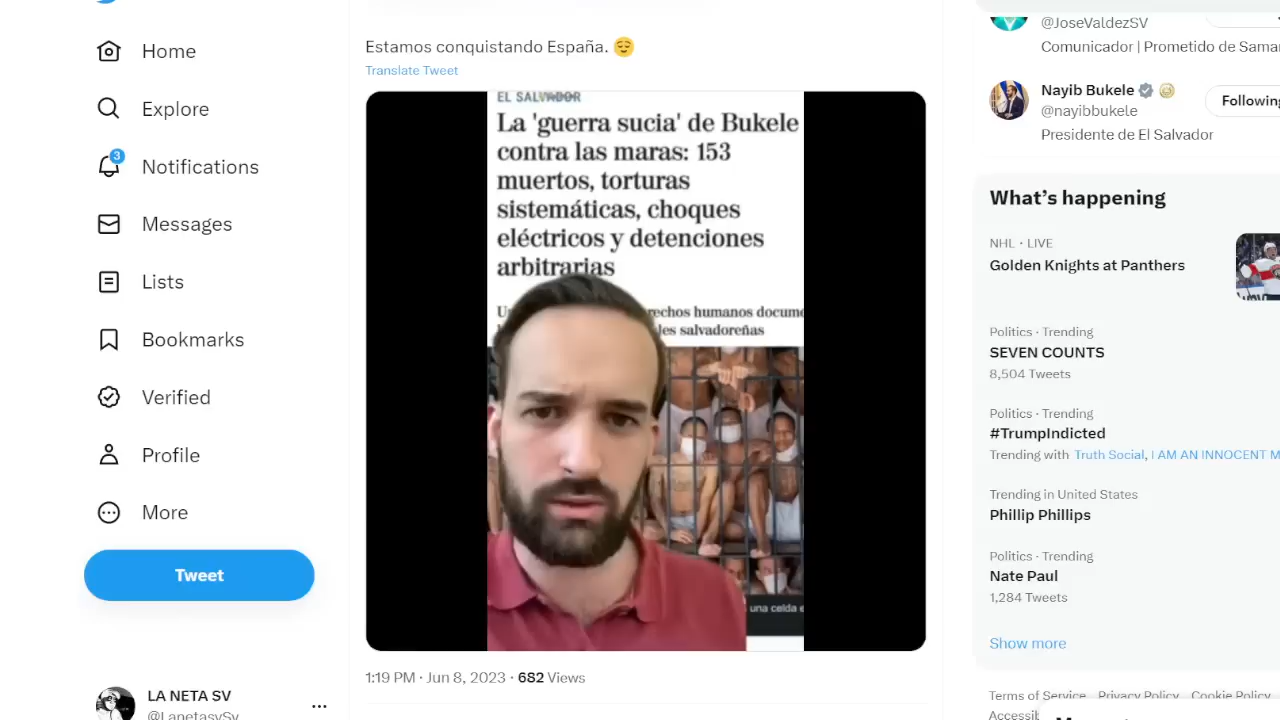 Home
Explore
3
Notifications
Messages
Lists
Bookmarks
Verified
Profile
More
Tweet
LA NETA SV
@LanetasvSv
Estamos conquistando España. 😌
Translate Tweet
EL SALVADOR
La 'guerra sucia' de Bukele
contra las maras: 153
muertos, torturas
sistemáticas, choques
eléctricos y detenciones
arbitrarias
rechos humanos docume
les salvadoreñas
una celda e
1:19 PM · Jun 8, 2023 · 682 Views
@JoseValdezSV
Comunicador | Prometido de Samar
Nayib Bukele
Following
@nayibbukele
Presidente de El Salvador
What's happening
NHL · LIVE
Golden Knights at Panthers
Politics · Trending
SEVEN COUNTS
8,504 Tweets
Politics · Trending
#TrumpIndicted
Trending with Truth Social, I AM AN INNOCENT M
Trending in United States
Phillip Phillips
Politics · Trending
Nate Paul
1,284 Tweets
Show more
Terms of Service Privacy Policy Cookie Policy
Accessib